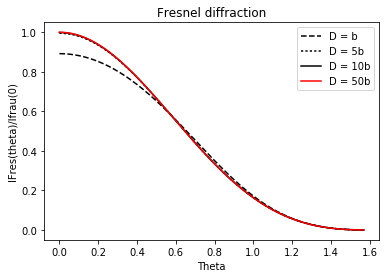 Fresnel diffraction
IFres(theta)/Ifrau(0)
1.0
0.8
0.6
0.4
0.2
0.0
D = b
D = 5b
D = 10b
D = 50b
0.0 0.2 0.4 0.6 0.8 1.0 1.2 1.4 1.6
Theta